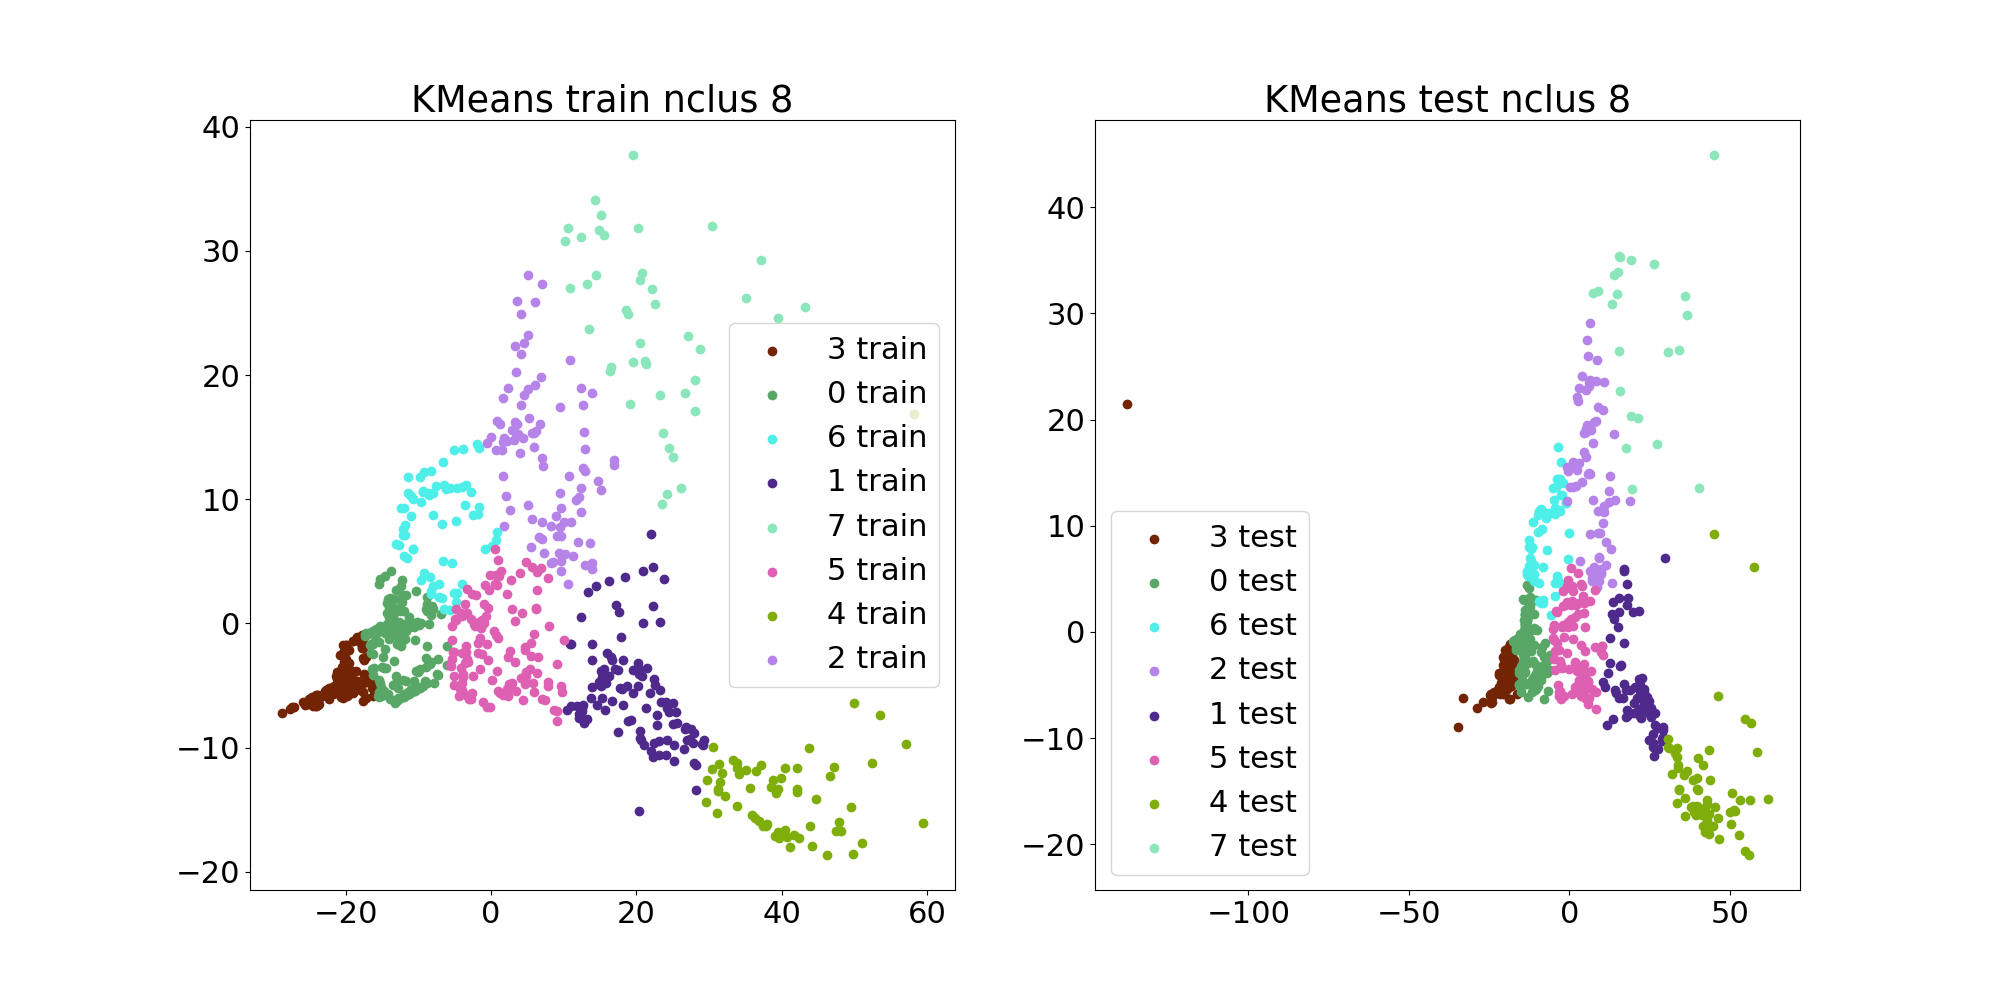 KMeans train nclus 8
40
30
20
10
0
−10
−20
−20
0
20
40
60
3 train
0 train
6 train
1 train
7 train
5 train
4 train
2 train
KMeans test nclus 8
40
30
20
10
0
−10
−20
−100
−50
0
50
3 test
0 test
6 test
2 test
1 test
5 test
4 test
7 test